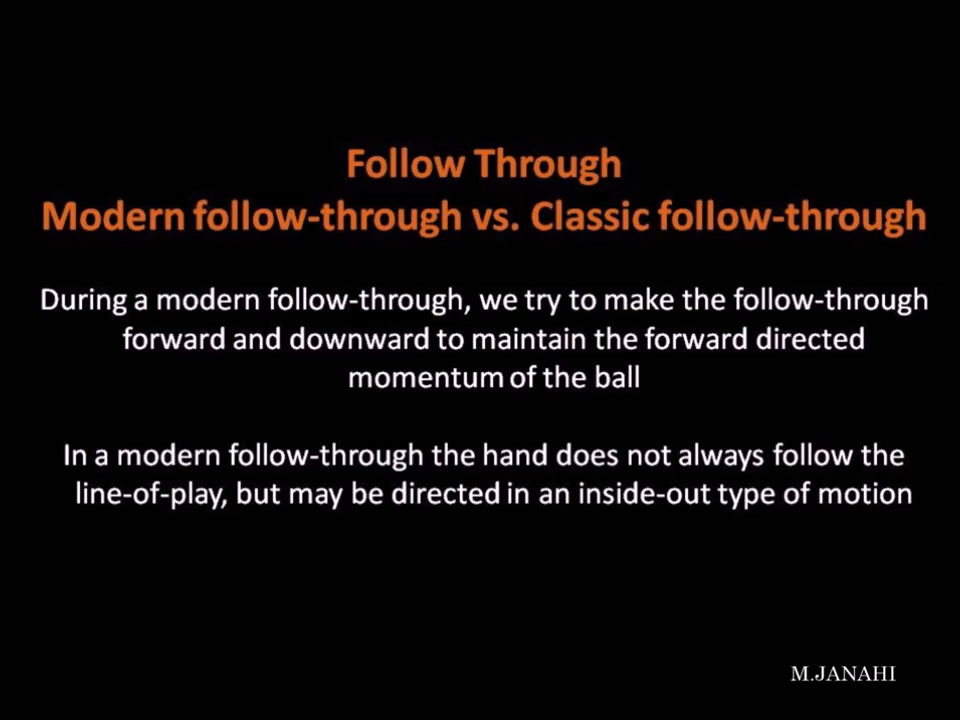 Follow Through
Modern follow-through vs. Classic follow-through
During a modern follow-through, we try to make the follow-through
forward and downward to maintain the forward directed
momentum of the ball
In a modern follow-through the hand does not always follow the
line-of-play, but may be directed in an inside-out type of motion
M.JANAHI